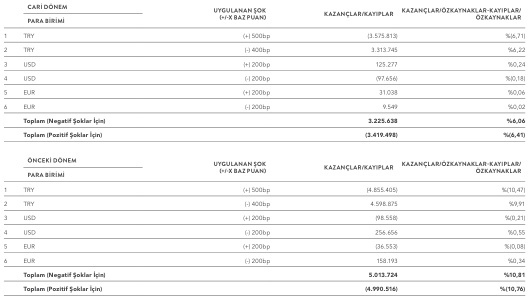 CARİ DÖNEM
PARA BİRİMİ UYGULANAN ŞOK (+/-X BAZ PUAN) KAZANÇLAR/KAYIPLAR KAZANÇLAR/ÖZKAYNAKLAR-KAYIPLAR/ ÖZKAYNAKLAR
1 TRY (+) 500bp (3.575.813) %(6,71)
2 TRY (-) 400bp 3.313.745 %6,22
3 USD (+) 200bp 125.277 %0,24
4 USD (-) 200bp (97.656) %(0,18)
5 EUR (+) 200bp 31.038 %0,06
6 EUR (-) 200bp 9.549 %0,02
Toplam (Negatif Şoklar İçin) 3.225.638 %6,06
Toplam (Pozitif Şoklar İçin) (3.419.498) %(6,41)
ÖNCEKİ DÖNEM
PARA BİRİMİ UYGULANAN ŞOK (+/-X BAZ PUAN) KAZANÇLAR/KAYIPLAR KAZANÇLAR/ÖZKAYNAKLAR-KAYIPLAR/ ÖZKAYNAKLAR
1 TRY (+) 500bp (4.855.405) %(10,47)
2 TRY (-) 400bp 4.598.875 %9,91
3 USD (+) 200bp (98.558) %(0,21)
4 USD (-) 200bp 256.656 %0,55
5 EUR (+) 200bp (36.553) %(0,08)
6 EUR (-) 200bp 158.193 %0,34
Toplam (Negatif Şoklar İçin) 5.013.724 %10,81
Toplam (Pozitif Şoklar İçin) (4.990.516) %(10,76)